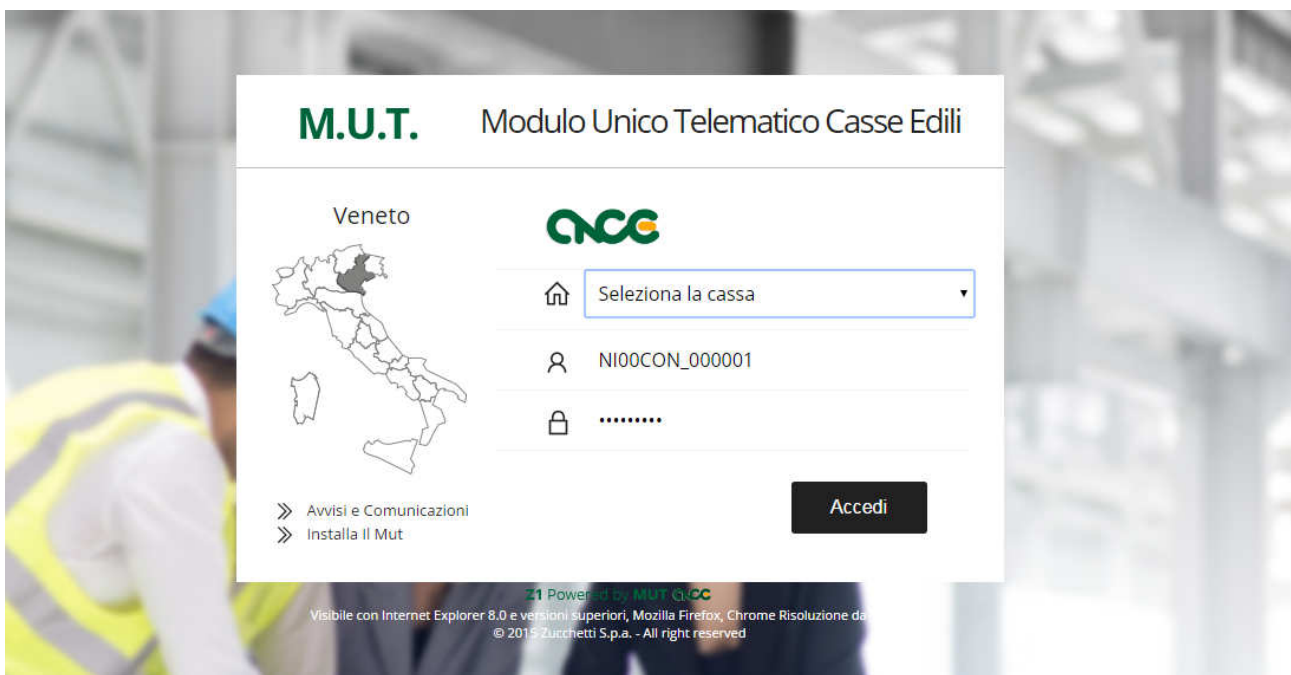 M.U.T.
Modulo Unico Telematico Casse Edili
Veneto
CNCE
Seleziona la cassa
NI00CON_000001
•••••••••
Avvisi e Comunicazioni
Installa Il Mut
Accedi
Z1 Powered by MUT CNCC
Visibile con Internet Explorer 8.0 e versioni superiori, Mozilla Firefox, Chrome Risoluzione da
© 2015 Zucchetti S.p.a. - All right reserved